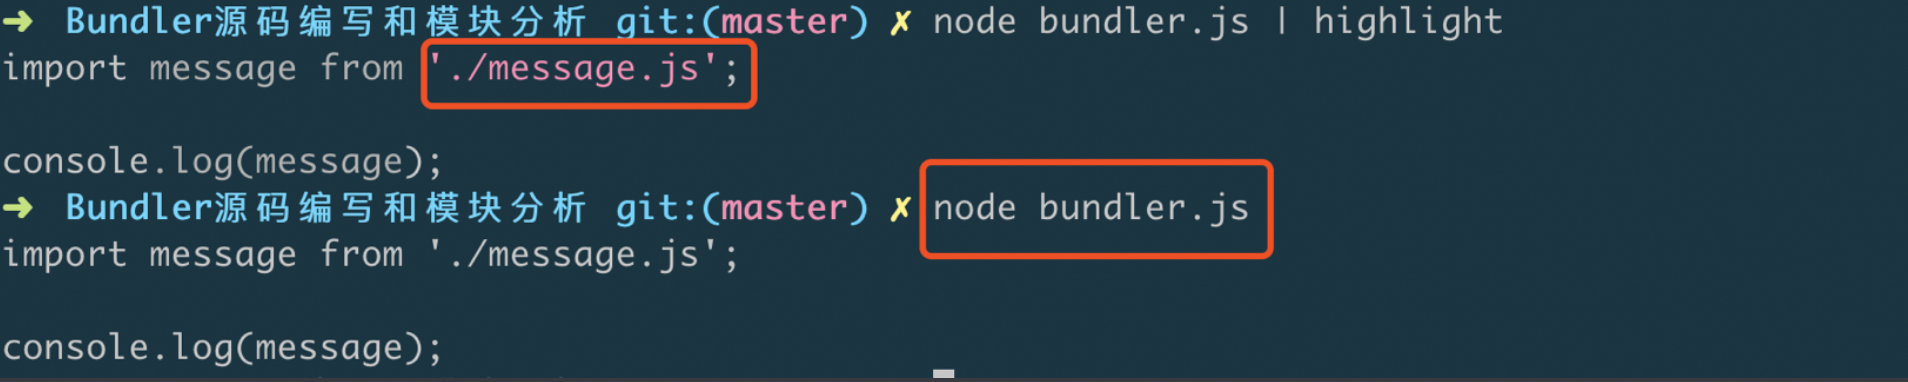 ➜ Bundler源码编写和模块分析 git:(master) ✗ node bundler.js | highlight
import message from './message.js';
console.log(message);
➜ Bundler源码编写和模块分析 git:(master) ✗ node bundler.js
import message from './message.js';
console.log(message);